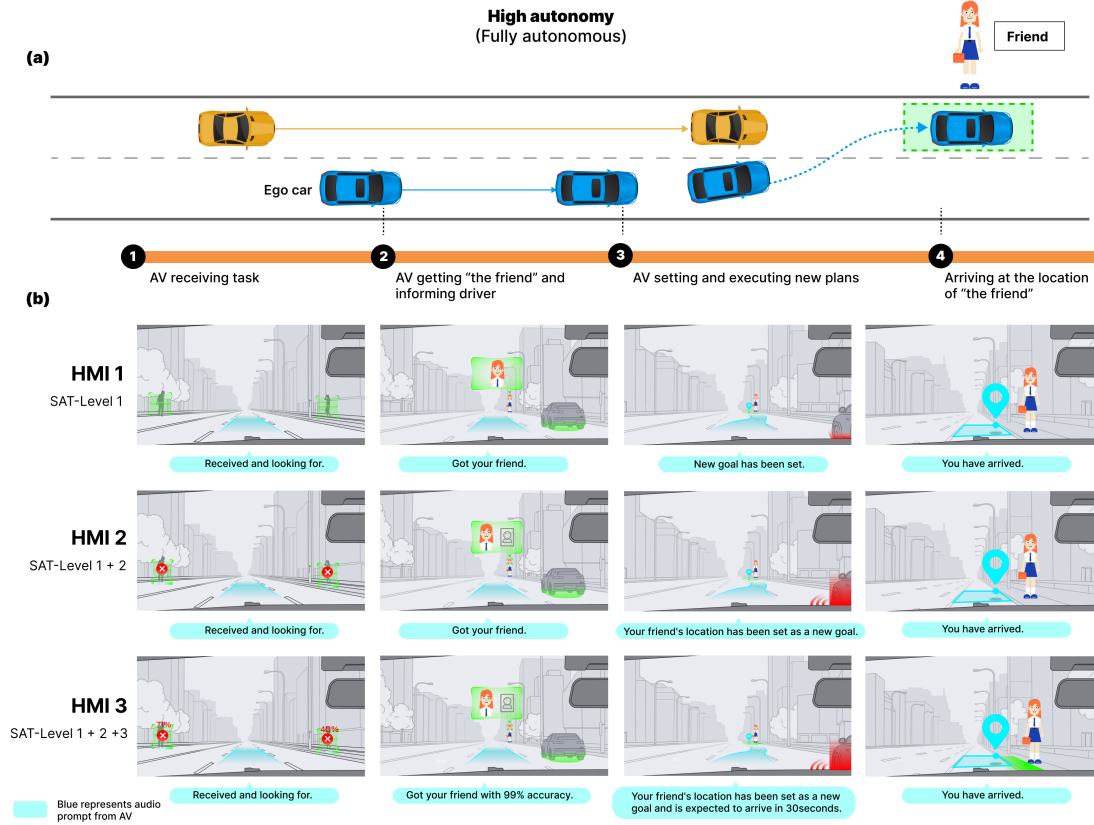 High autonomy
(Fully autonomous)
Friend
(a)
Ego car
1
2
3
4
AV receiving task
AV getting “the friend” and
informing driver
AV setting and executing new plans
Arriving at the location
of “the friend”
(b)
HMI 1
SAT-Level 1
Received and looking for.
Got your friend.
New goal has been set.
You have arrived.
HMI 2
SAT-Level 1 + 2
Received and looking for.
Got your friend.
Your friend's location has been set as a new goal.
You have arrived.
HMI 3
SAT-Level 1 + 2 +3
71%
Received and looking for.
Got your friend with 99% accuracy.
Your friend's location has been set as a new
goal and is expected to arrive in 30seconds.
You have arrived.
Blue represents audio
prompt from AV